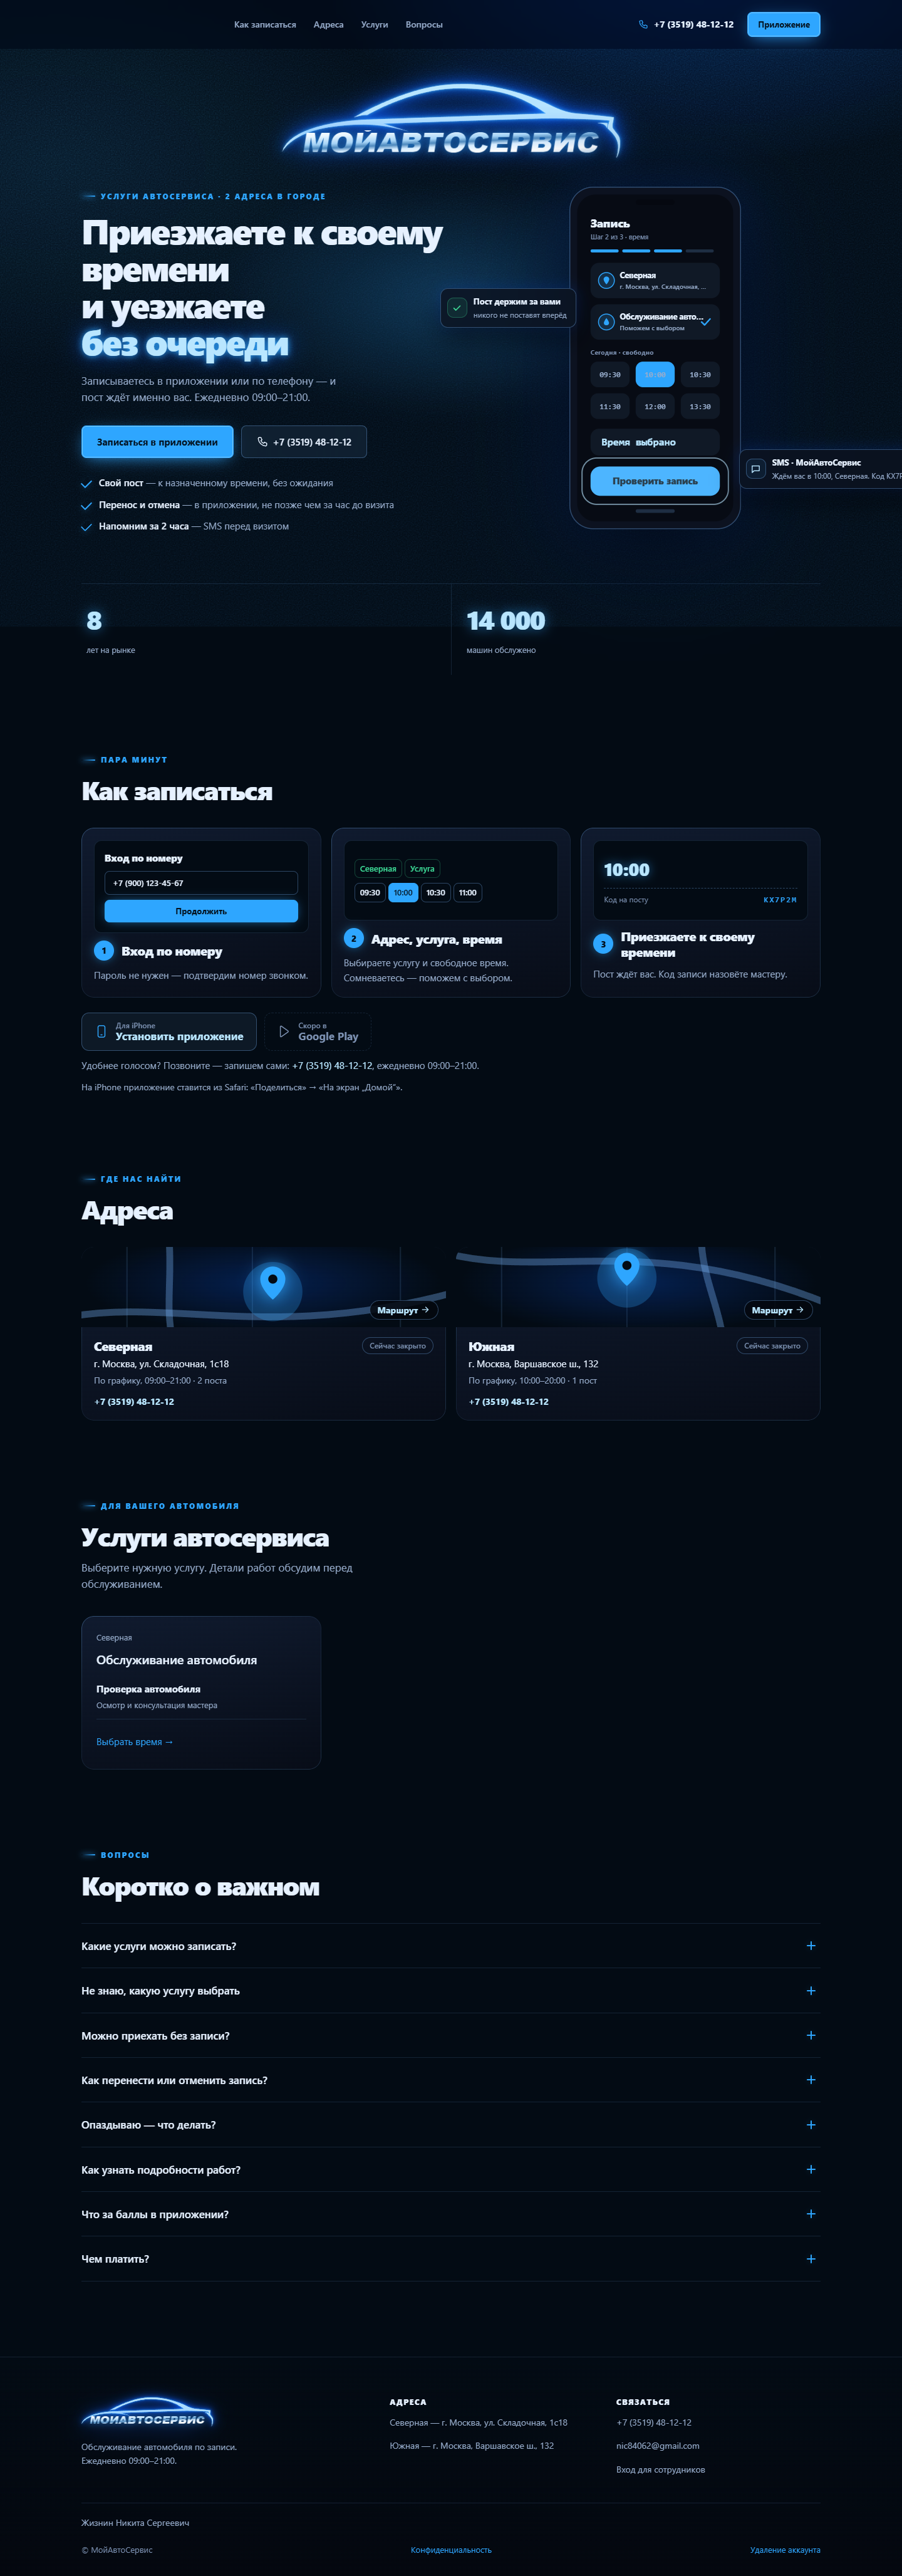 Как записаться
Адреса
Услуги
Вопросы
+7 (3519) 48-12-12
Приложение
МОЙАВТОСЕРВИС
УСЛУГИ АВТОСЕРВИСА · 2 АДРЕСА В ГОРОДЕ
Приезжаете к своему
времени
и уезжаете
без очереди
Записываетесь в приложении или по телефону — и
пост ждёт именно вас. Ежедневно 09:00–21:00.
Записаться в приложении
+7 (3519) 48-12-12
Свой пост — к назначенному времени, без ожидания
Перенос и отмена — в приложении, не позже чем за час до визита
Напомним за 2 часа — SMS перед визитом
Пост держим за вами
никого не поставят вперёд
Запись
Шаг 2 из 3 · время
Северная
г. Москва, ул. Складочная, ...
Обслуживание авто...
Поможем с выбором
Сегодня · свободно
09:30
10:00
10:30
11:30
12:00
13:30
Время выбрано
Проверить запись
SMS · МойАвтоСервис
Ждём вас в 10:00, Северная. Код KX7P
8
лет на рынке
14 000
машин обслужено
ПАРА МИНУТ
Как записаться
Вход по номеру
+7 (900) 123-45-67
Продолжить
1
Вход по номеру
Пароль не нужен — подтвердим номер звонком.
Северная
Услуга
09:30
10:00
10:30
11:00
2
Адрес, услуга, время
Выбираете услугу и свободное время.
Сомневаетесь — поможем с выбором.
10:00
Код на посту
KX7P2M
3
Приезжаете к своему
времени
Пост ждёт вас. Код записи назовёте мастеру.
Для iPhone
Установить приложение
Скоро в
Google Play
Удобнее голосом? Позвоните — запишем сами: +7 (3519) 48-12-12, ежедневно 09:00–21:00.
На iPhone приложение ставится из Safari: «Поделиться» → «На экран „Домой“».
ГДЕ НАС НАЙТИ
Адреса
Маршрут →
Северная
Сейчас закрыто
г. Москва, ул. Складочная, 1с18
По графику, 09:00–21:00 · 2 поста
+7 (3519) 48-12-12
Маршрут →
Южная
Сейчас закрыто
г. Москва, Варшавское ш., 132
По графику, 10:00–20:00 · 1 пост
+7 (3519) 48-12-12
ДЛЯ ВАШЕГО АВТОМОБИЛЯ
Услуги автосервиса
Выберите нужную услугу. Детали работ обсудим перед
обслуживанием.
Северная
Обслуживание автомобиля
Проверка автомобиля
Осмотр и консультация мастера
Выбрать время →
ВОПРОСЫ
Коротко о важном
Какие услуги можно записать?
Не знаю, какую услугу выбрать
Можно приехать без записи?
Как перенести или отменить запись?
Опаздываю — что делать?
Как узнать подробности работ?
Что за баллы в приложении?
Чем платить?
МОЙАВТОСЕРВИС
Обслуживание автомобиля по записи.
Ежедневно 09:00–21:00.
АДРЕСА
Северная — г. Москва, ул. Складочная, 1с18
Южная — г. Москва, Варшавское ш., 132
СВЯЗАТЬСЯ
+7 (3519) 48-12-12
nic84062@gmail.com
Вход для сотрудников
Жизнин Никита Сергеевич
© МойАвтоСервис
Конфиденциальность
Удаление аккаунта